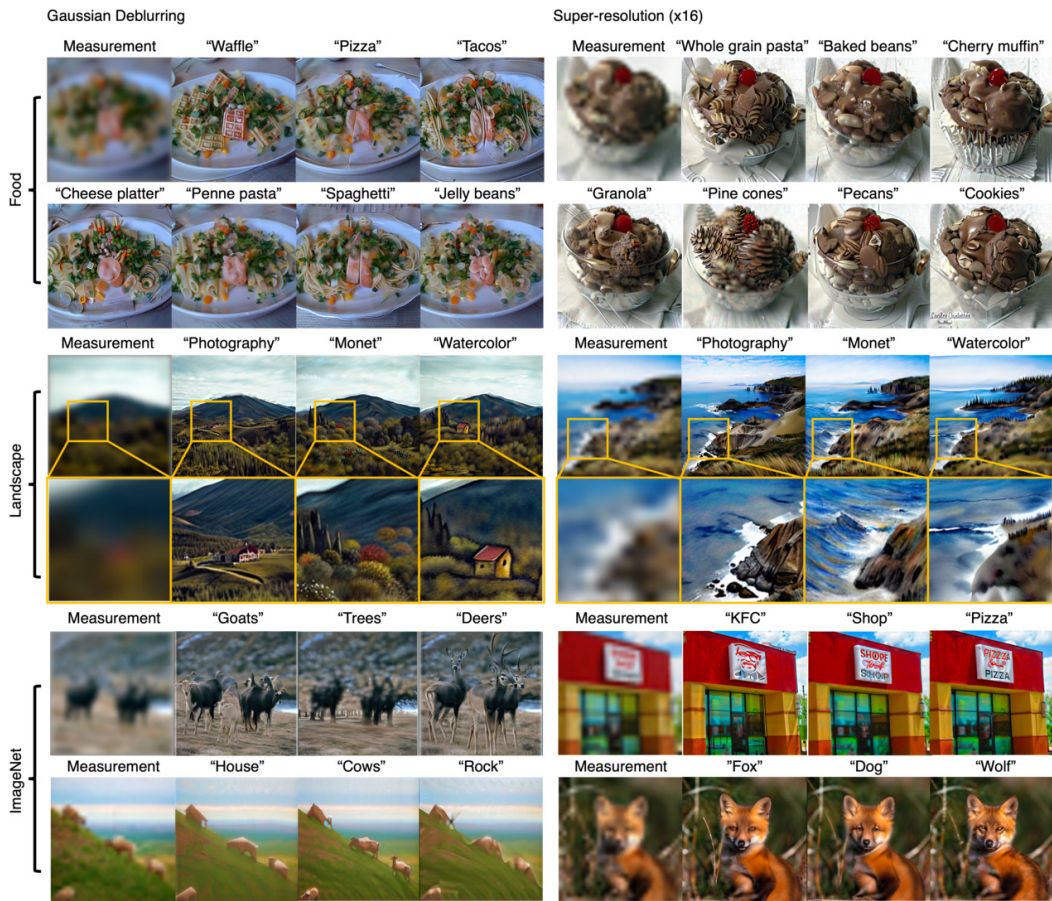 Gaussian Deblurring
Super-resolution (x16)
Measurement “Waffle” “Pizza” “Tacos”
Measurement “Whole grain pasta” “Baked beans” “Cherry muffin”
Food
“Cheese platter” “Penne pasta” “Spaghetti” “Jelly beans”
“Granola” “Pine cones” “Pecans” “Cookies”
Measurement “Photography” “Monet” “Watercolor”
Measurement “Photography” “Monet” “Watercolor”
Landscape
Measurement “Goats” “Trees” “Deers”
Measurement “KFC” “Shop” “Pizza”
SHOPE
SHOP
PIZZZA
PIZZA
ImageNet
Measurement “House” “Cows” “Rock”
Measurement “Fox” “Dog” “Wolf”